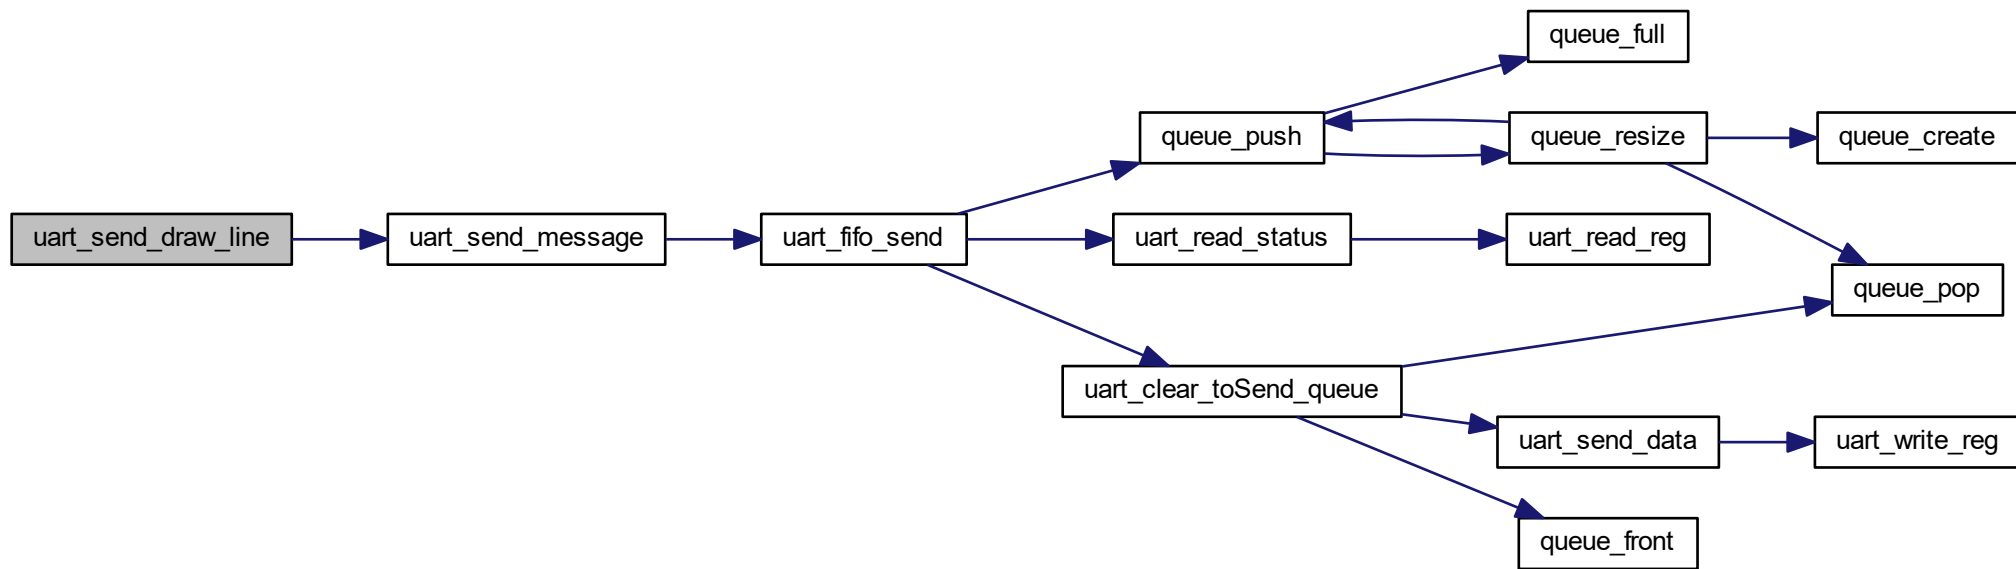 queue_full
queue_push
queue_resize
queue_create
uart_send_draw_line
uart_send_message
uart_fifo_send
uart_read_status
uart_read_reg
queue_pop
uart_clear_toSend_queue
uart_send_data
uart_write_reg
queue_front